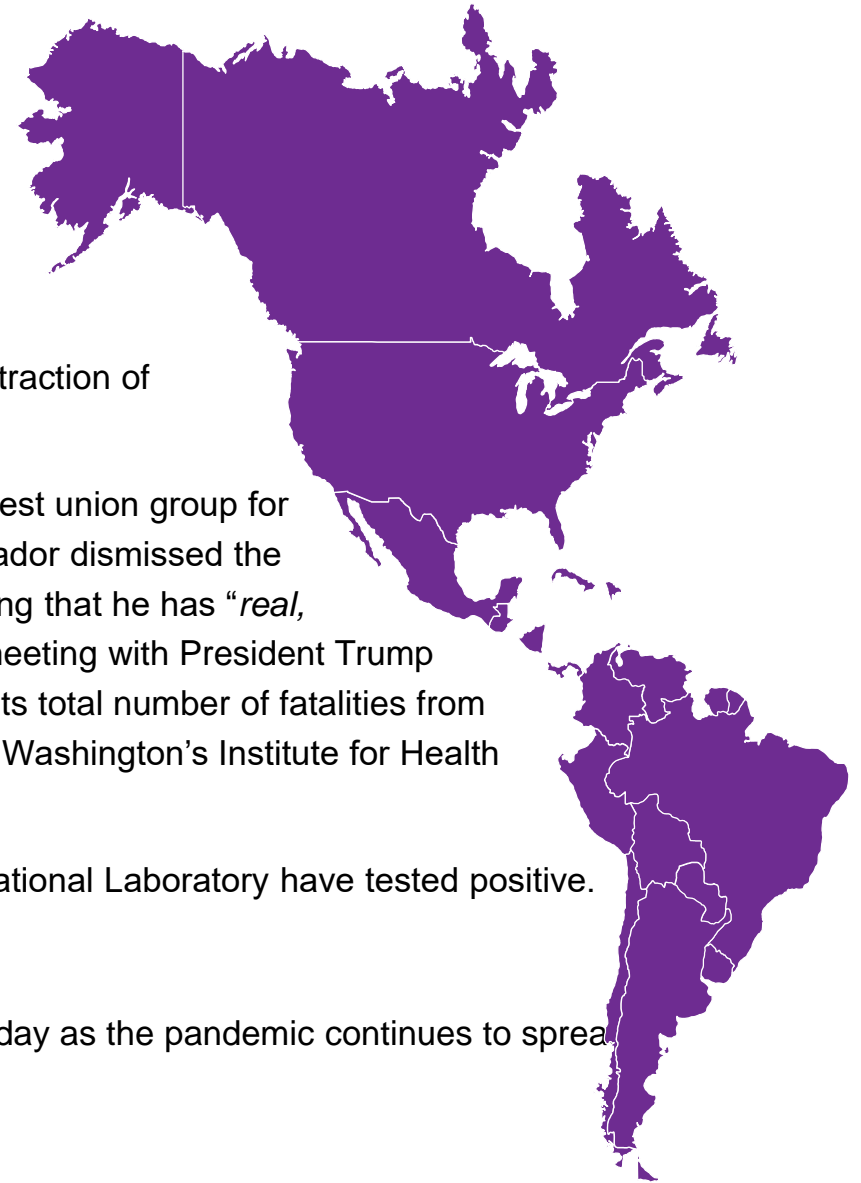 traction of
est union group for
ador dismissed the
ng that he has “real,
neeting with President Trump
ts total number of fatalities from
Washington’s Institute for Health
ational Laboratory have tested positive.
day as the pandemic continues to sprea